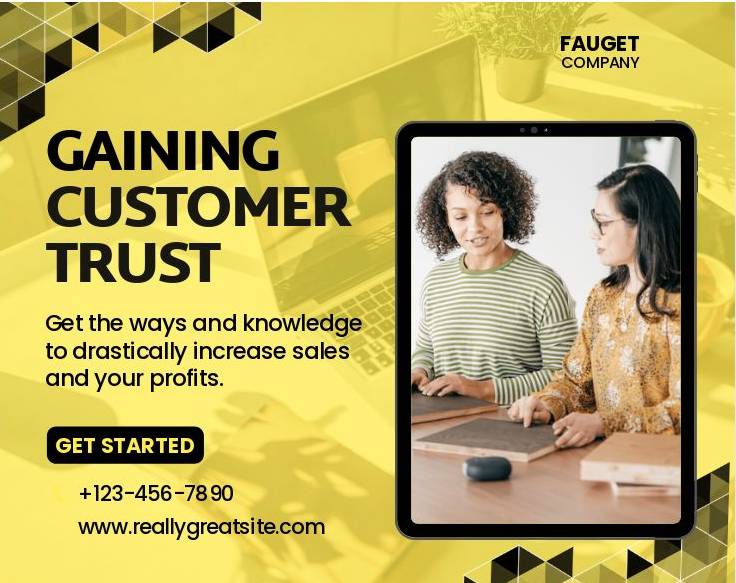 FAUGET
COMPANY
GAINING
CUSTOMER
TRUST
Get the ways and knowledge
to drastically increase sales
and your profits.
GET STARTED
+123-456-7890
www.reallygreatsite.com